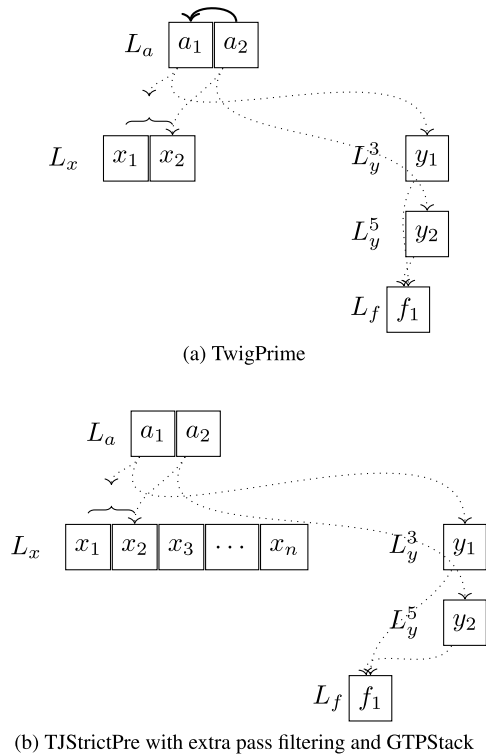 L_a a_1 a_2
L_x x_1 x_2 L_y^3 y_1
L_y^5 y_2
L_f f_1
(a) TwigPrime
L_a a_1 a_2
L_x x_1 x_2 x_3 ... x_n L_y^3 y_1
L_y^5 y_2
L_f f_1
(b) TJStrictPre with extra pass filtering and GTPStack